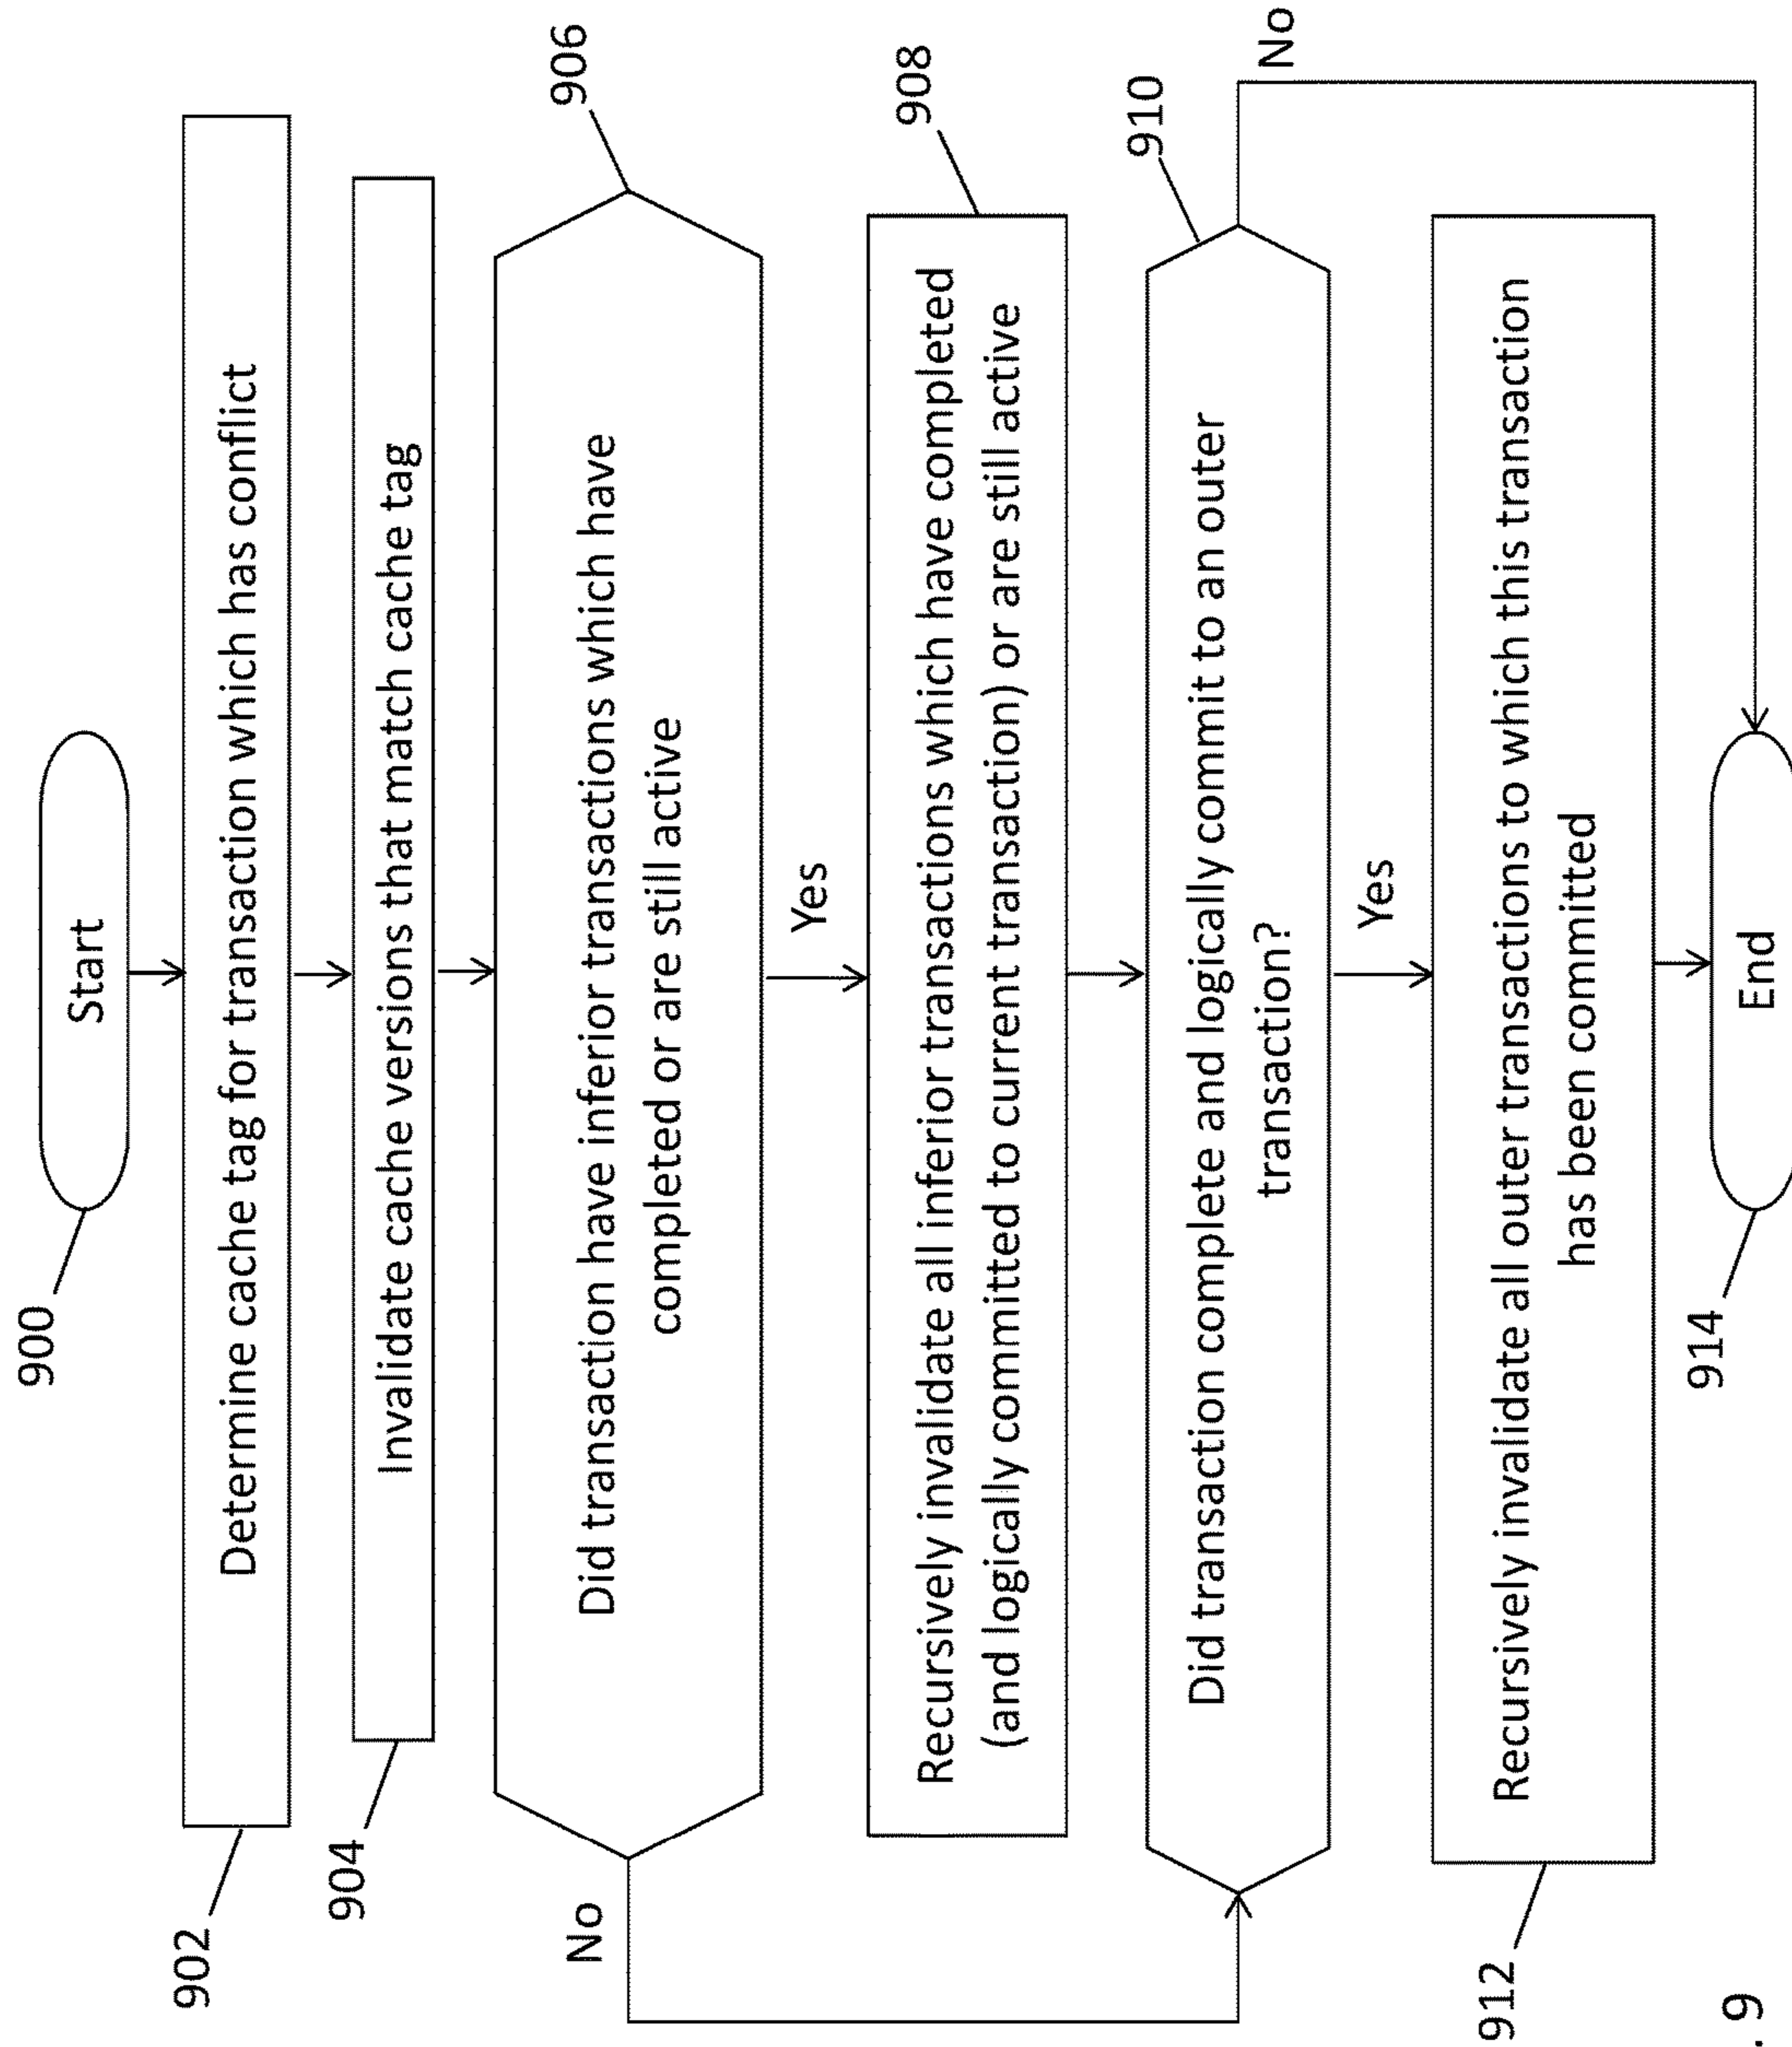 900
Start
902
Determine cache tag for transaction which has conflict
904
Invalidate cache versions that match cache tag
906
Did transaction have inferior transactions which have
completed or are still active
No
Yes
908
Recursively invalidate all inferior transactions which have completed
(and logically committed to current transaction) or are still active
910
Did transaction complete and logically commit to an outer
transaction?
No
Yes
912
Recursively invalidate all outer transactions to which this transaction
has been committed
914
End
. 9